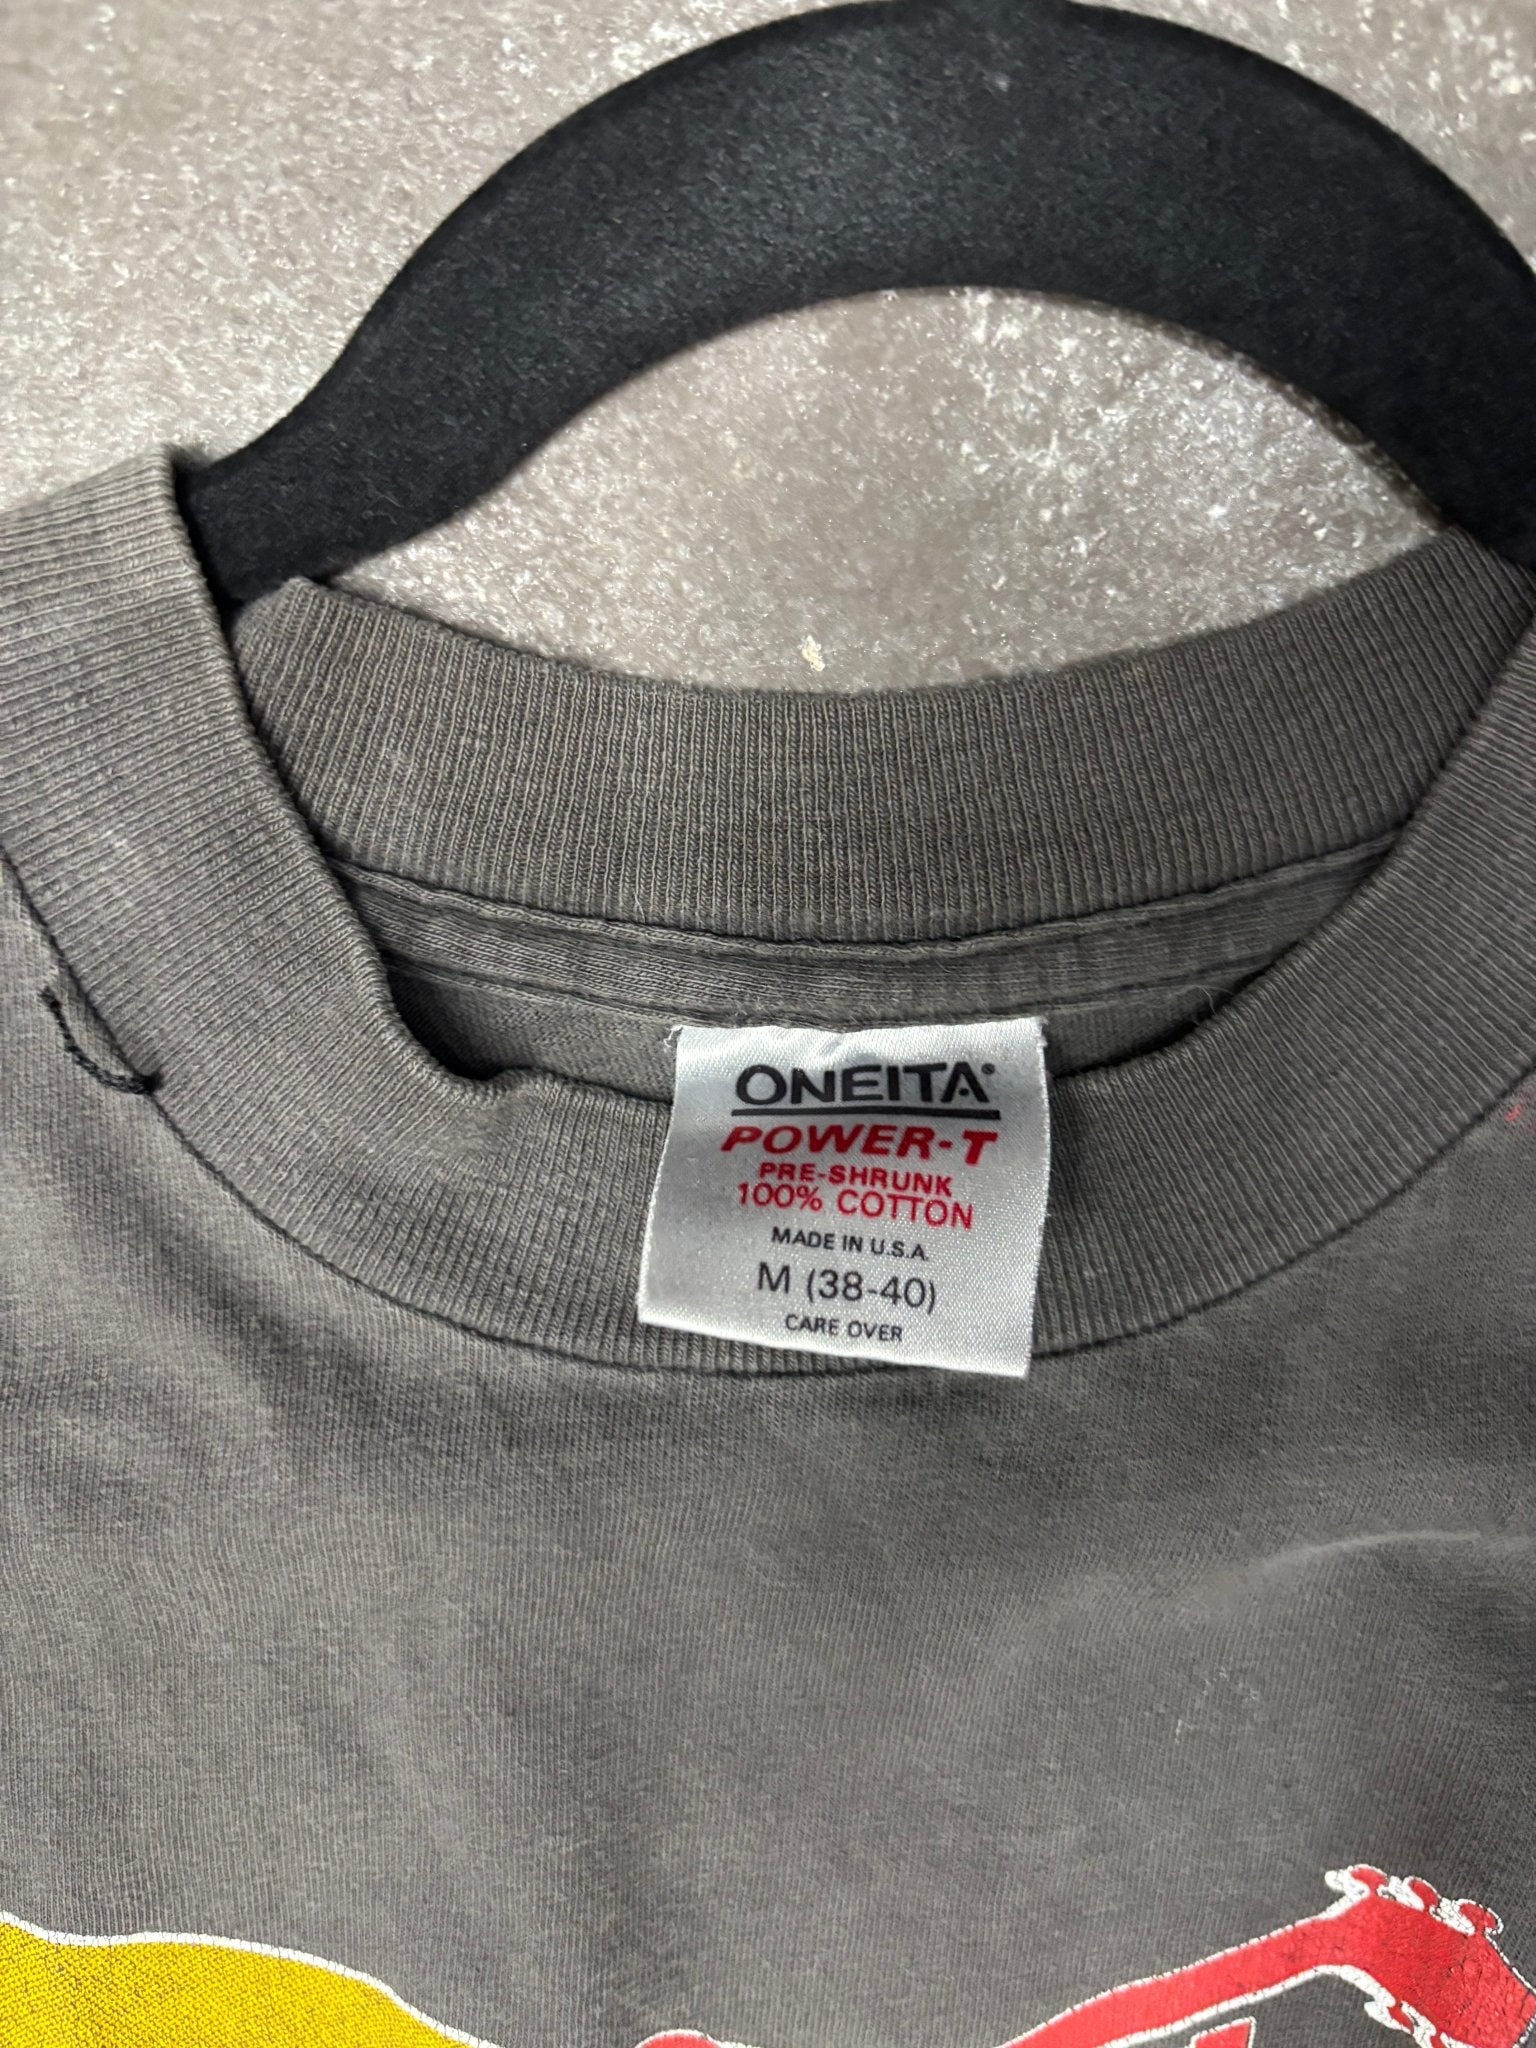 ONEITA®
POWER-T
PRE-SHRUNK
100% COTTON
MADE IN U.S.A.
M (38-40)
CARE OVER